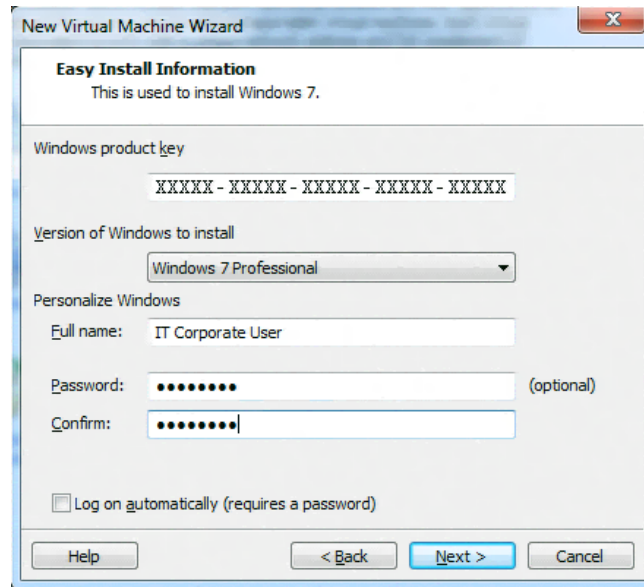 New Virtual Machine Wizard
Easy Install Information
This is used to install Windows 7.
Windows product key
XXXXX - XXXXX - XXXXX - XXXXX - XXXXX
Version of Windows to install
Windows 7 Professional
Personalize Windows
Full name: IT Corporate User
Password: •••••••• (optional)
Confirm: ••••••••
Log on automatically (requires a password)
Help < Back Next > Cancel